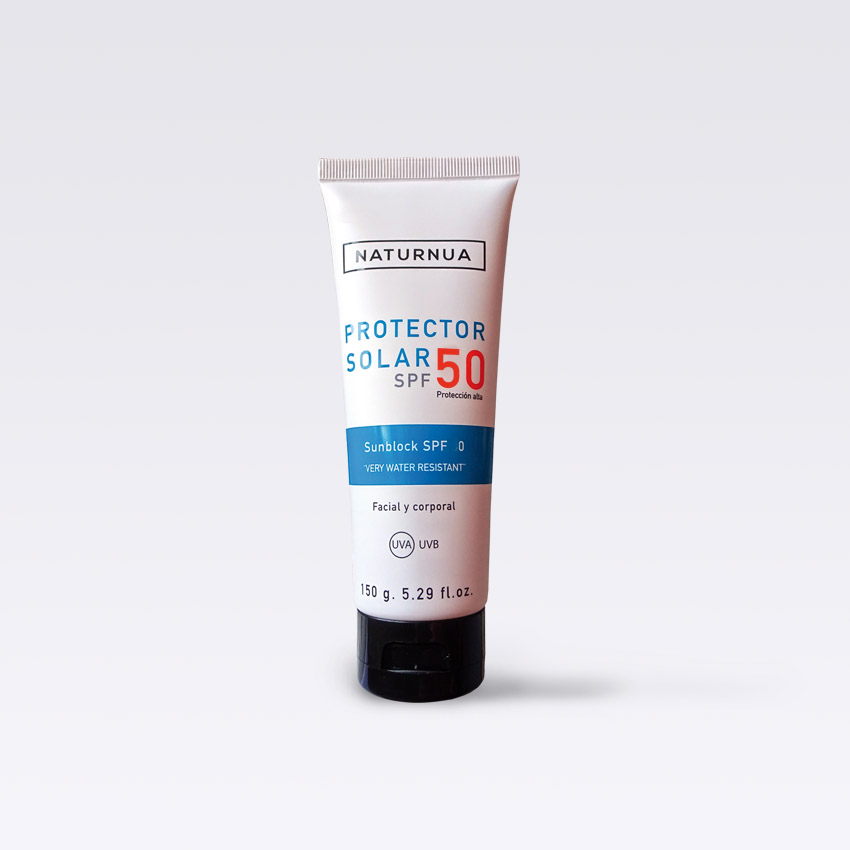 NATURNUA
PROTECTOR
SOLAR
SPF 50
Protección alta
Sunblock SPF 0
"VERY WATER RESISTANT"
Facial y corporal
UVA UVB
150 g. 5.29 fl.oz.